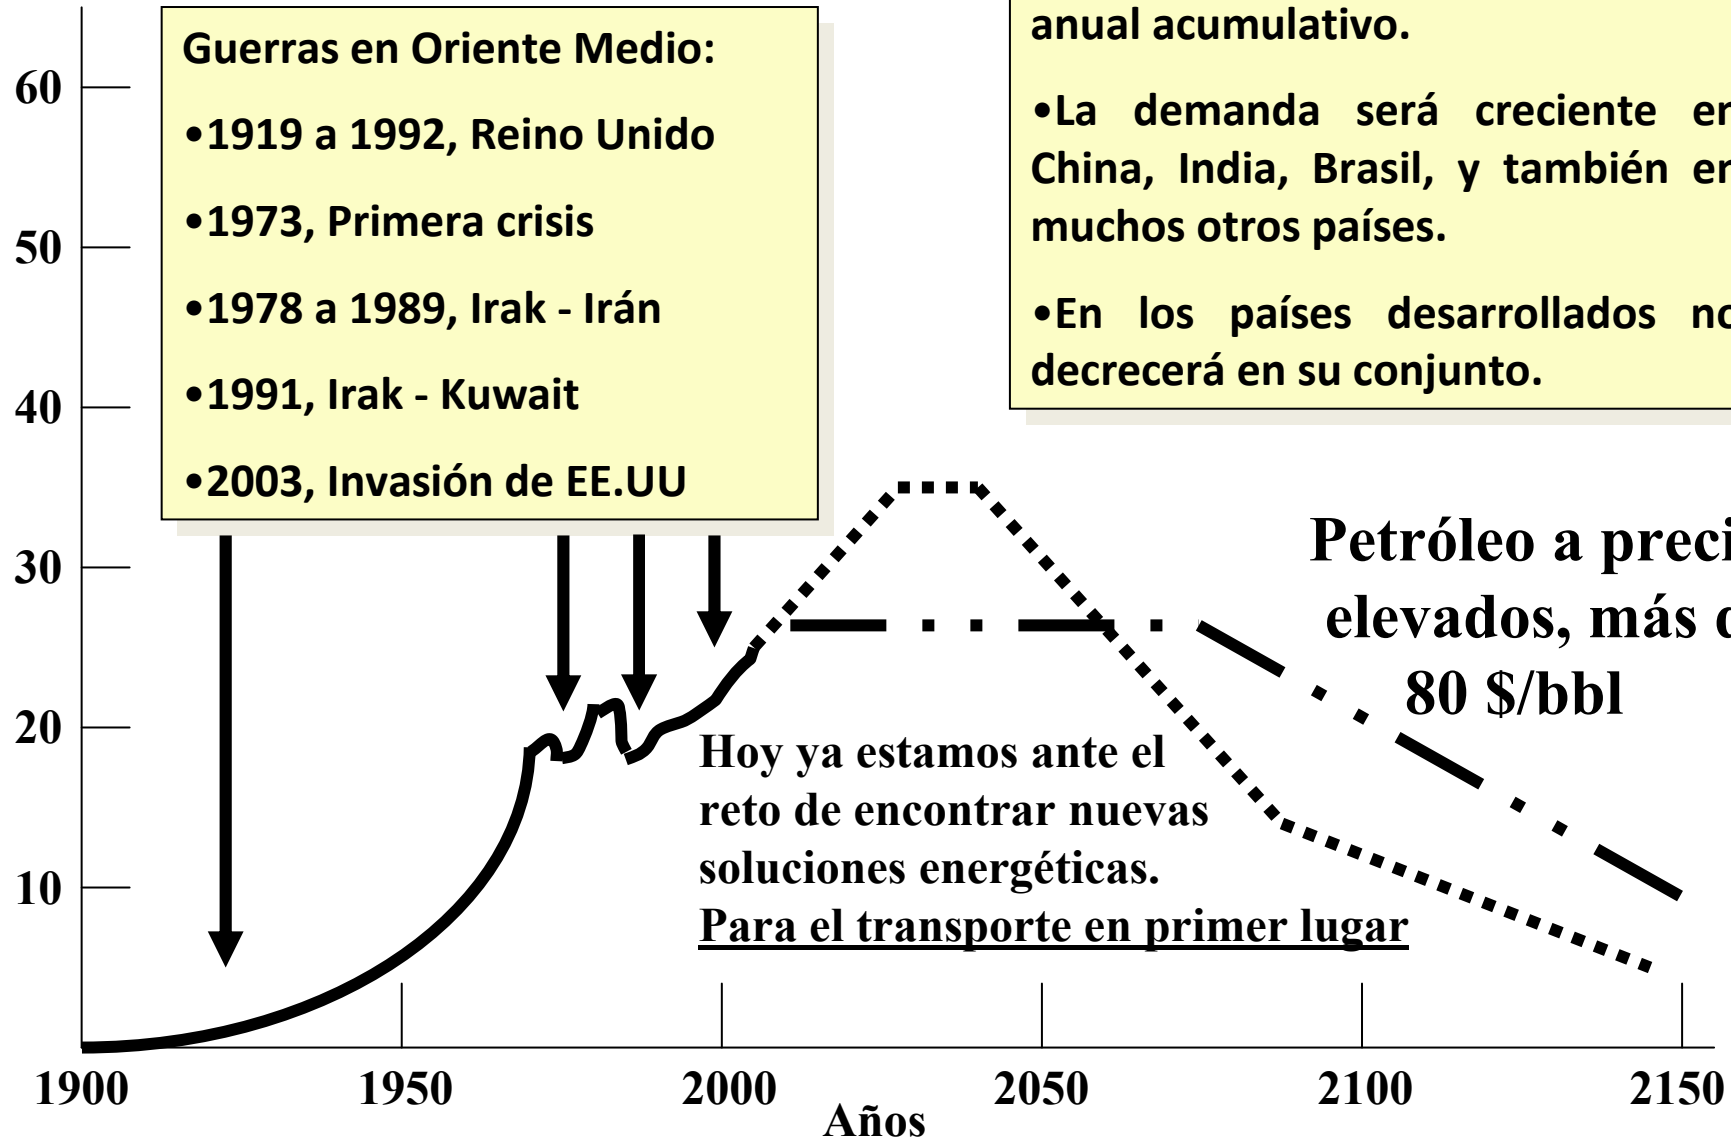 Guerras en Oriente Medio:
•1919 a 1992, Reino Unido
•1973, Primera crisis
•1978 a 1989, Irak - Irán
•1991, Irak - Kuwait
•2003, Invasión de EE.UU
anual acumulativo.
•La demanda será creciente en
China, India, Brasil, y también en
muchos otros países.
•En los países desarrollados no
decrecerá en su conjunto.
60
50
40
30
20
10
Petróleo a preci
elevados, más d
80 $/bbl
Hoy ya estamos ante el
reto de encontrar nuevas
soluciones energéticas.
Para el transporte en primer lugar
1900 1950 2000 2050 2100 2150
Años